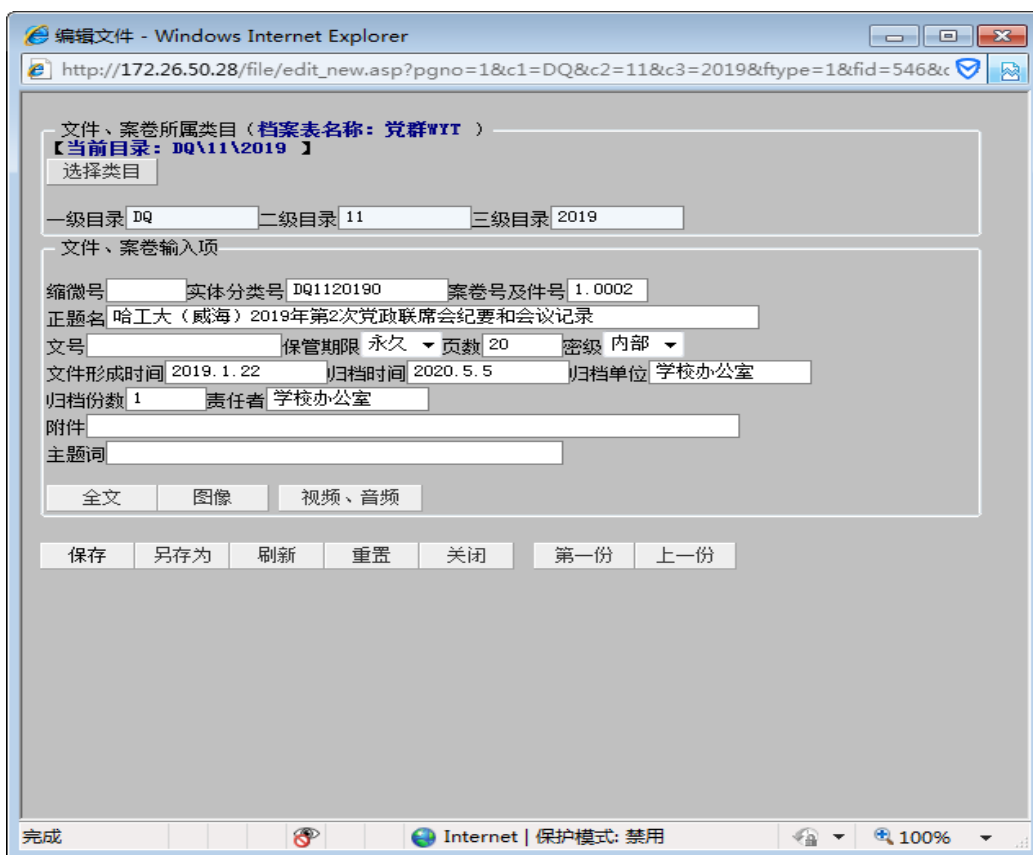 编辑文件 - Windows Internet Explorer
http://172.26.50.28/file/edit_new.asp?pgno=1&c1=DQ&c2=11&c3=2019&ftype=1&fid=546&c
文件、案卷所属类目（档案表名称：党群WYT ）
【当前目录：DQ\11\2019 】
选择类目
一级目录 DQ 二级目录 11 三级目录 2019
文件、案卷输入项
缩微号 实体分类号 DQ1120190 案卷号及件号 1.0002
正题名 哈工大（威海）2019年第2次党政联席会纪要和会议记录
文号 保管期限 永久 页数 20 密级 内部
文件形成时间 2019.1.22 归档时间 2020.5.5 归档单位 学校办公室
归档份数 1 责任者 学校办公室
附件
主题词
全文 图像 视频、音频
保存 另存为 刷新 重置 关闭 第一份 上一份
完成 Internet | 保护模式: 禁用 100%